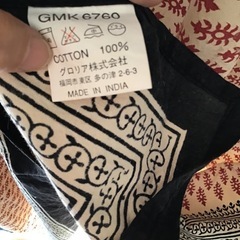 GMK 6760
COTTON 100%
グロリア株式会社
福岡市東区 多の津 2-6-3
MADE IN INDIA